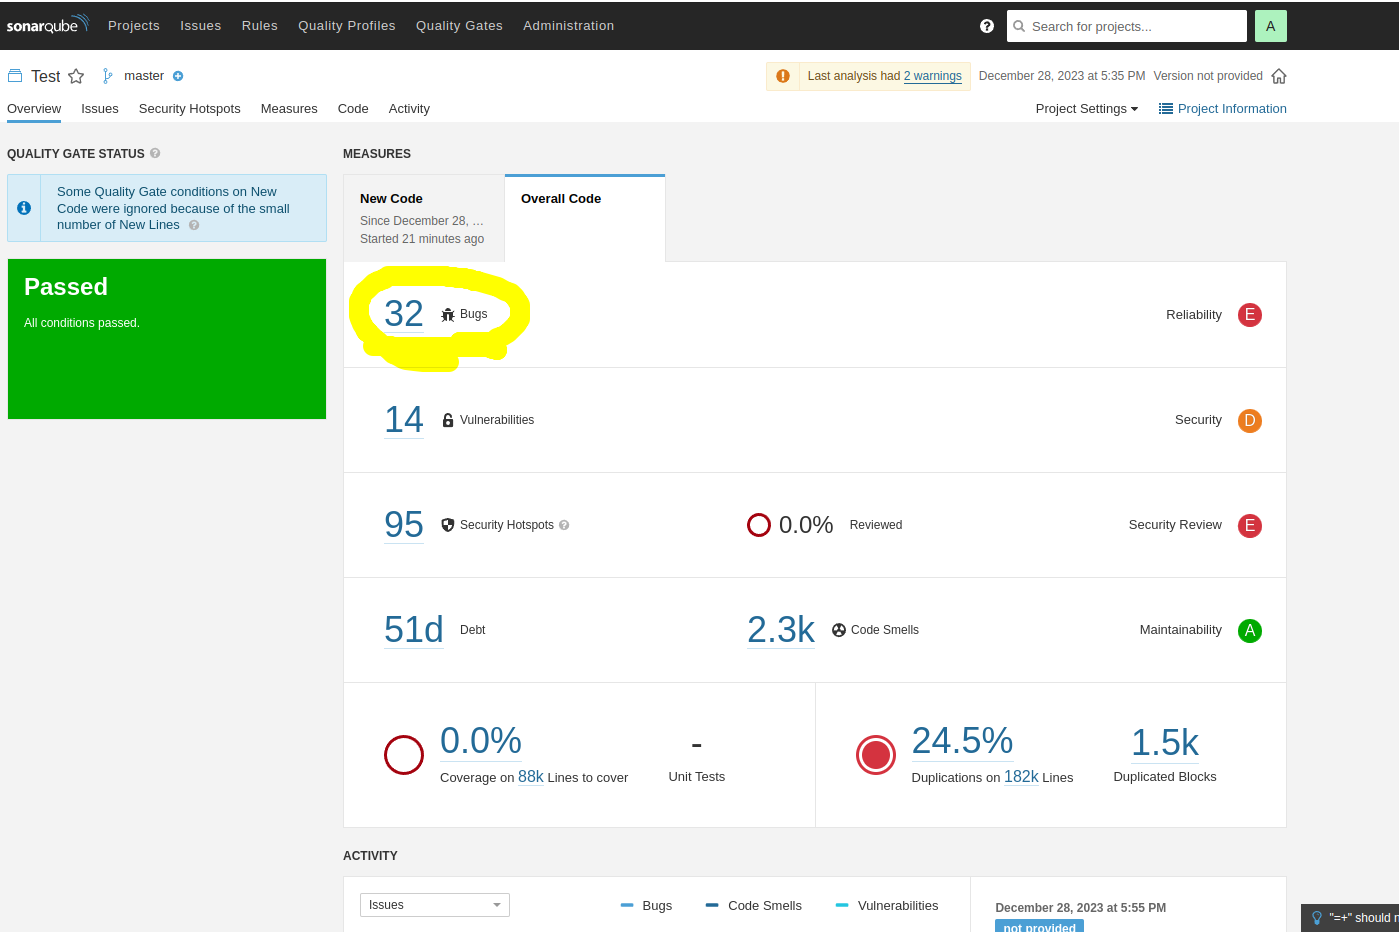 sonarqube Projects Issues Rules Quality Profiles Quality Gates Administration ? Search for projects... A
Test master Last analysis had 2 warnings December 28, 2023 at 5:35 PM Version not provided
Overview Issues Security Hotspots Measures Code Activity Project Settings Project Information
QUALITY GATE STATUS ?
Some Quality Gate conditions on New
Code were ignored because of the small
number of New Lines ?
Passed
All conditions passed.
MEASURES
New Code
Since December 28, ...
Started 21 minutes ago
Overall Code
32 Bugs Reliability E
14 Vulnerabilities Security D
95 Security Hotspots ? 0.0% Reviewed Security Review E
51d Debt 2.3k Code Smells Maintainability A
0.0%
Coverage on 88k Lines to cover
-
Unit Tests
24.5%
Duplications on 182k Lines
1.5k
Duplicated Blocks
ACTIVITY
Issues Bugs Code Smells Vulnerabilities
December 28, 2023 at 5:55 PM
not provided
"=+" should n